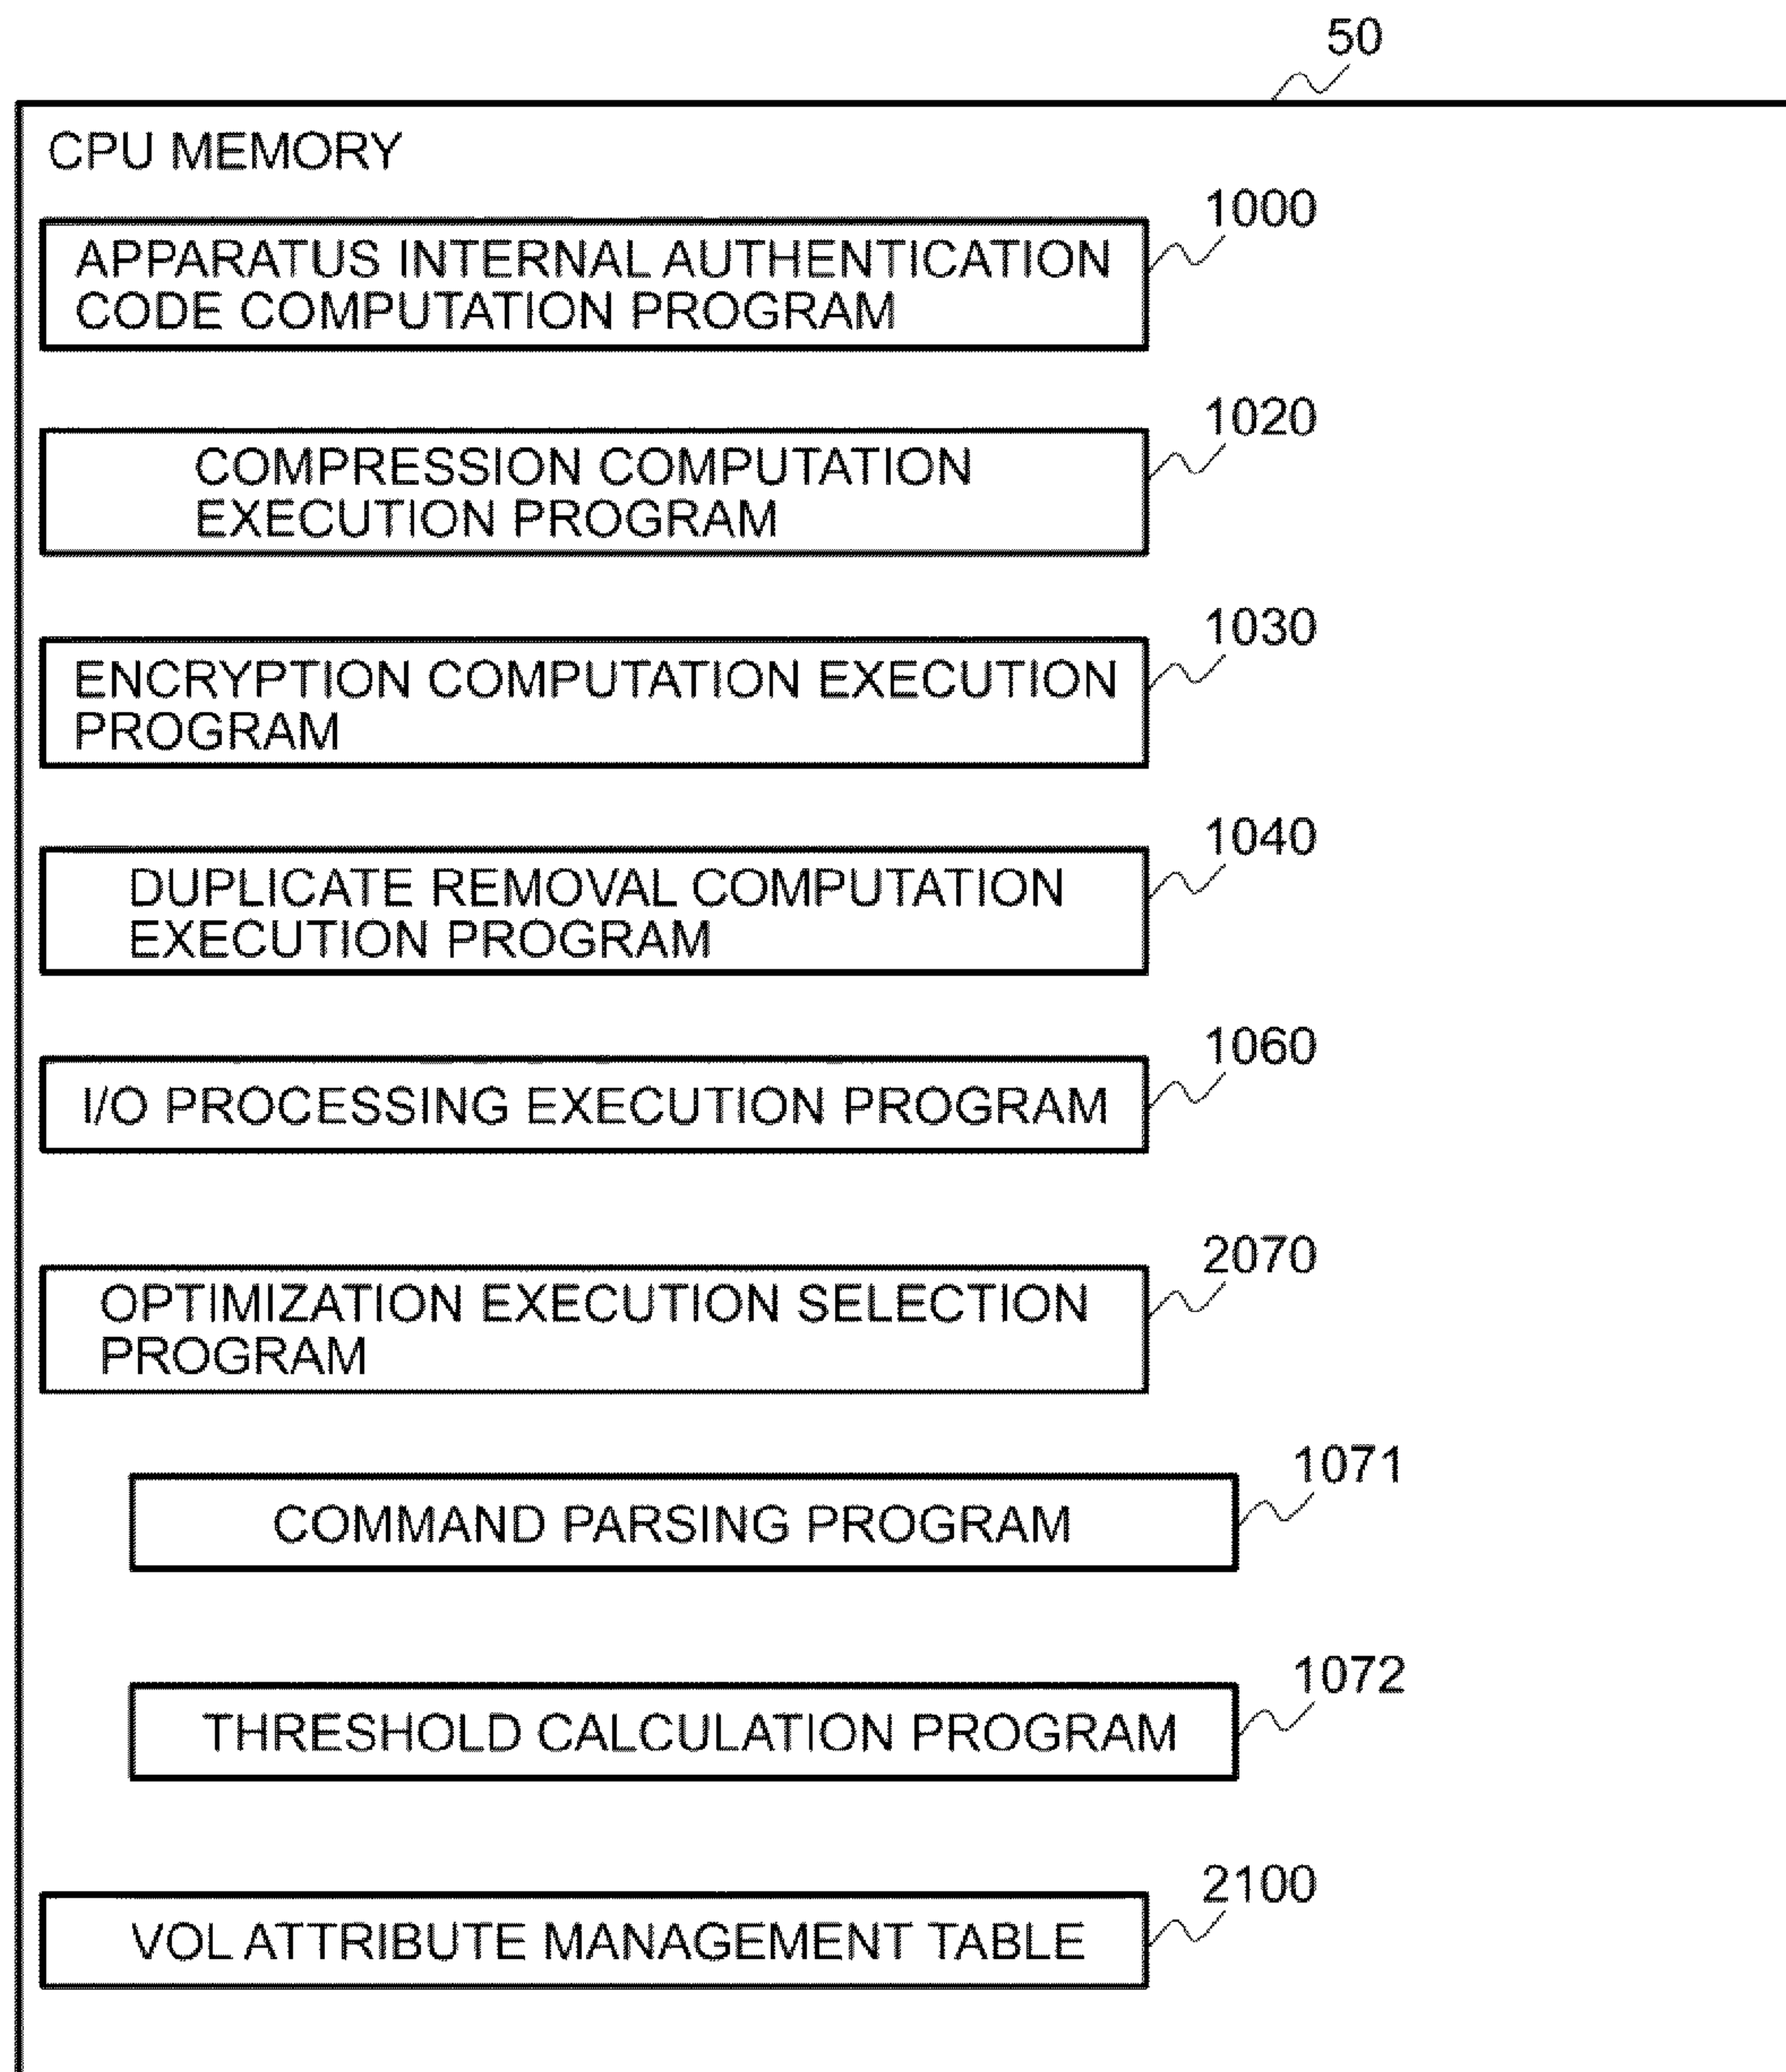 50
CPU MEMORY
1000
APPARATUS INTERNAL AUTHENTICATION
CODE COMPUTATION PROGRAM
1020
COMPRESSION COMPUTATION
EXECUTION PROGRAM
1030
ENCRYPTION COMPUTATION EXECUTION
PROGRAM
1040
DUPLICATE REMOVAL COMPUTATION
EXECUTION PROGRAM
1060
I/O PROCESSING EXECUTION PROGRAM
2070
OPTIMIZATION EXECUTION SELECTION
PROGRAM
1071
COMMAND PARSING PROGRAM
1072
THRESHOLD CALCULATION PROGRAM
2100
VOL ATTRIBUTE MANAGEMENT TABLE